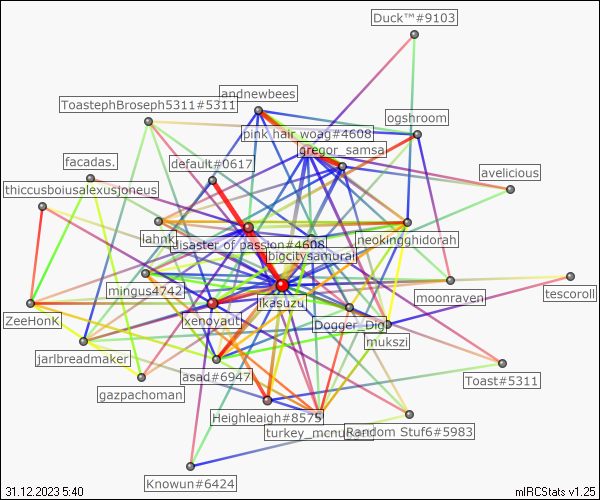 Duck™#9103
andnewbees
ToastephBroseph5311#5311
ogshroom
pink hair woag#4608
gregor_samsa
facadas.
default#0617
avelicious
thiccusboiusalexusjoneus
lahnk
disaster of passion#4608
neokingghidorah
bigcitysamurai
mingus4742
ikasuzu
moonraven
tescoroll
ZeeHonK
xenoyaut
Dogger_Dig
mukszi
jarlbreadmaker
asad#6947
Toast#5311
gazpachoman
Heighleaigh#8575
turkey_mcnu
Random Stuf6#5983
Knowun#6424
31.12.2023 5:40
mIRCStats v1.25